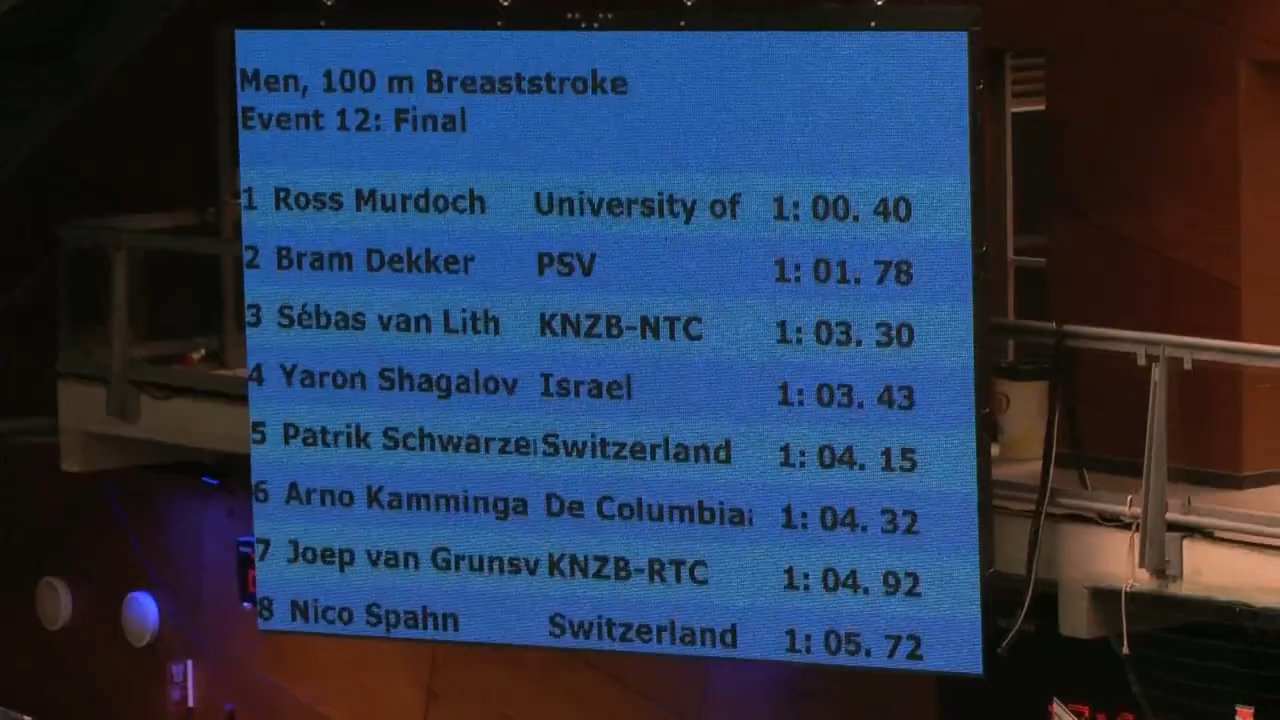 Men, 100 m Breaststroke
Event 12: Final
1 Ross Murdoch University of 1: 00. 40
2 Bram Dekker PSV 1: 01. 78
3 Sébas van Lith KNZB-NTC 1: 03. 30
4 Yaron Shagalov Israel 1: 03. 43
5 Patrik Schwarze Switzerland 1: 04. 15
6 Arno Kamminga De Columbia 1: 04. 32
7 Joep van Grunsv KNZB-RTC 1: 04. 92
8 Nico Spahn Switzerland 1: 05. 72